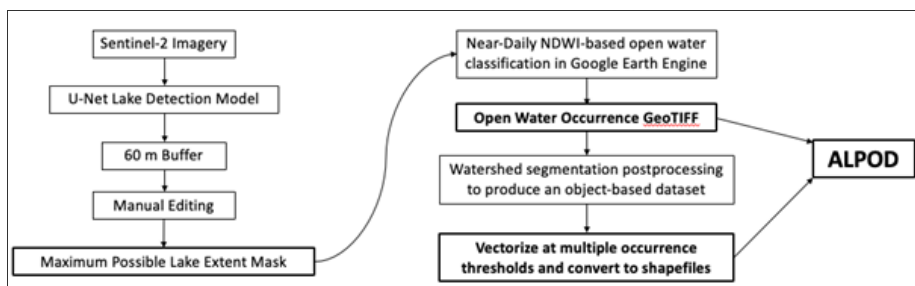 Sentinel-2 Imagery
U-Net Lake Detection Model
60 m Buffer
Manual Editing
Maximum Possible Lake Extent Mask
Near-Daily NDWI-based open water
classification in Google Earth Engine
Open Water Occurrence GeoTIFF
Watershed segmentation postprocessing
to produce an object-based dataset
Vectorize at multiple occurrence
thresholds and convert to shapefiles
ALPOD